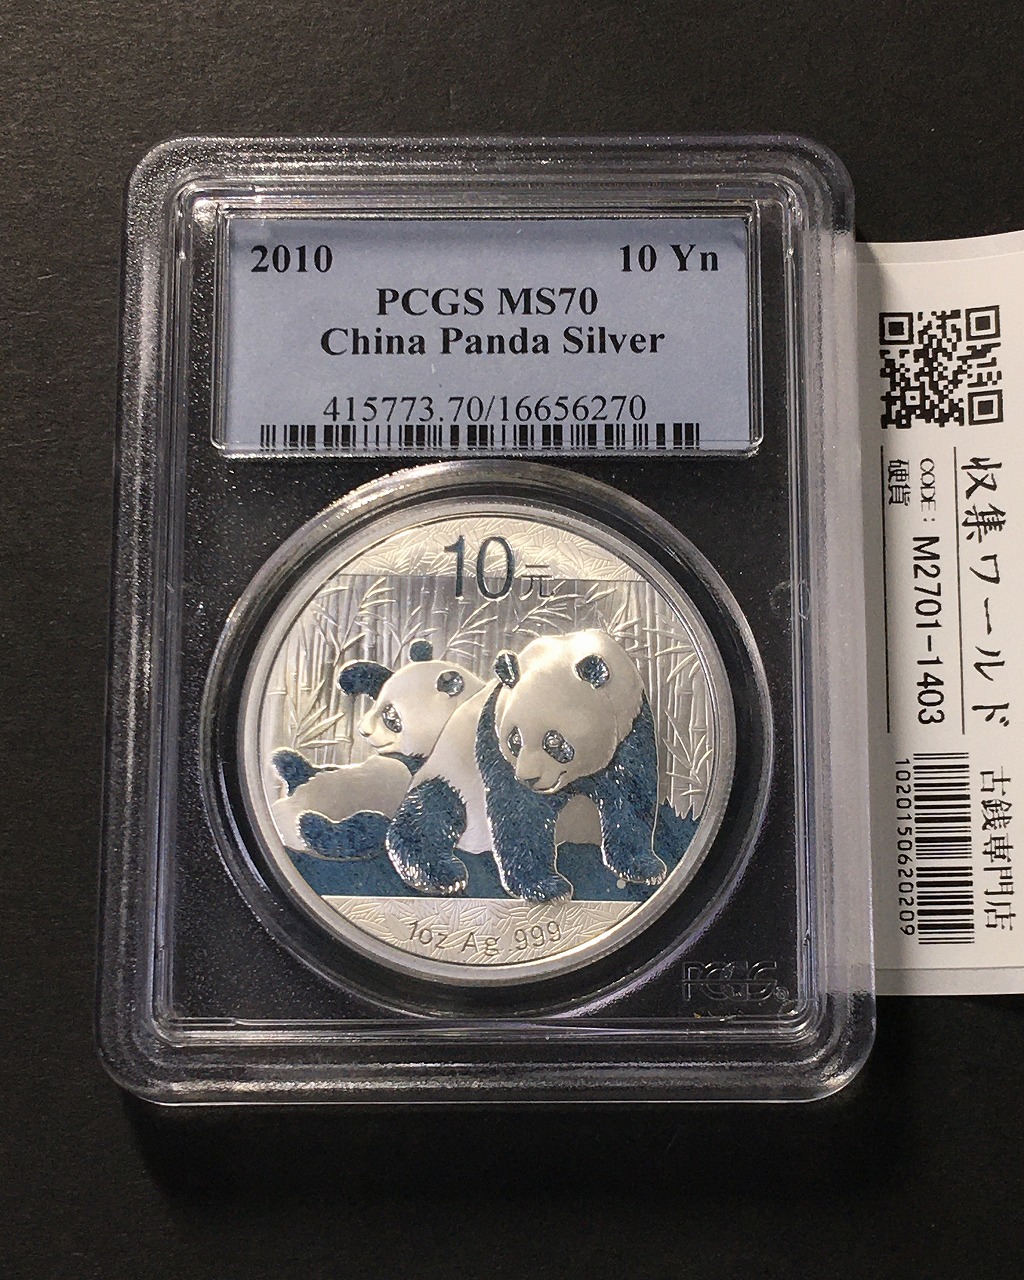 2010 10 Yn
PCGS MS70
China Panda Silver
415773.70/16656270
10元
1oz Ag .999
PCGS
収集ワールド 古銭専門店
CODE : M2701-1403
硬貨
1020150620209